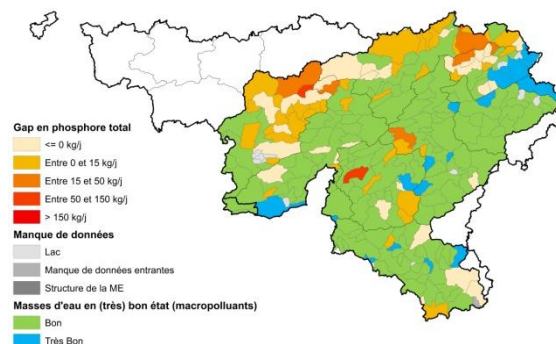 Gap en phosphore total
<= 0 kg/j
Entre 0 et 15 kg/j
Entre 15 et 50 kg/j
Entre 50 et 150 kg/j
> 150 kg/j
Manque de données
Lac
Manque de données entrantes
Structure de la ME
Masses d'eau en (très) bon état (macropolluants)
Bon
Très Bon